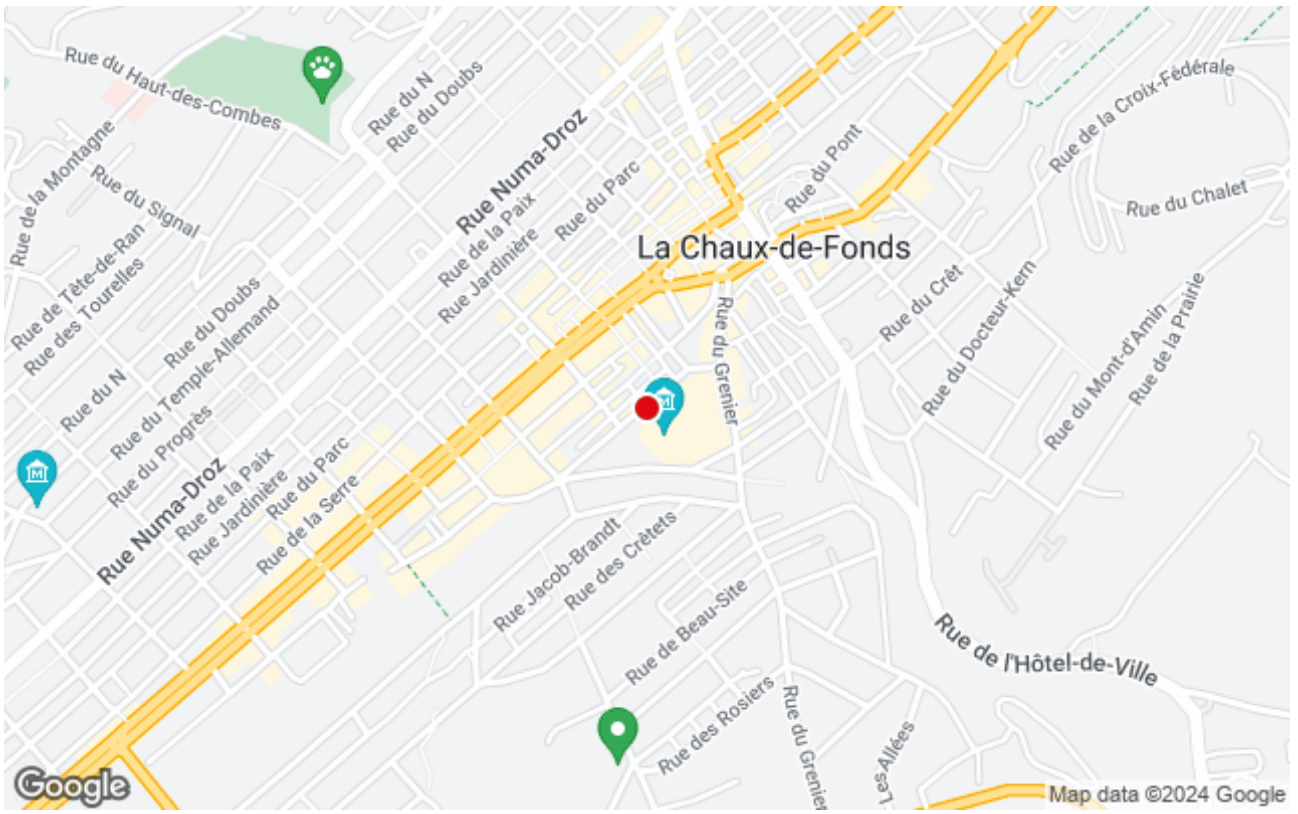 Rue du Haut-des-Combes
Rue du N
Rue du Doubs
Rue de la Montagne
Rue du Signal
Rue Numa-Droz
Rue du Parc
Rue de la Paix
Rue Jardinière
Rue du Pont
Rue de la Croix-Fédérale
Rue du Chalet
La Chaux-de-Fonds
Rue de Tête-de-Ran
Rue des Tourelles
Rue du Doubs
Rue du Temple-Allemand
Rue du N
Rue du Progrès
Rue Numa-Droz
Rue de la Paix
Rue Jardinière
Rue du Parc
Rue de la Serre
Rue du Grenier
Rue du Crêt
Rue du Docteur-Kern
Rue du Mont-d'Amin
Rue de la Prairie
M
M
Rue Jacob-Brandt
Rue des Crètets
Rue de Beau-Site
Rue des Rosiers
Rue du Grenier
Les-Allées
Rue de l'Hôtel-de-Ville
Google
Map data ©2024 Google